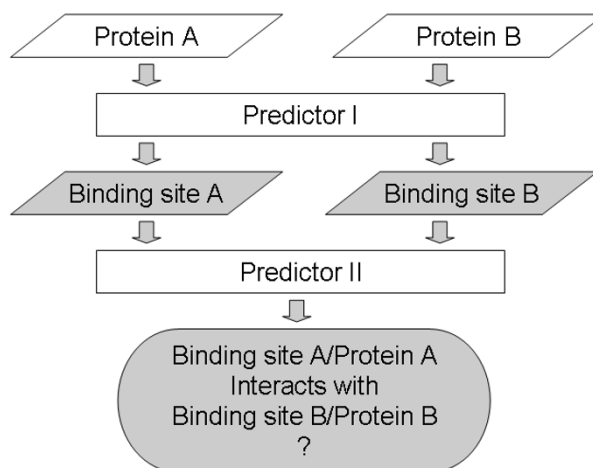 Protein A
Protein B
Predictor I
Binding site A
Binding site B
Predictor II
Binding site A/Protein A
Interacts with
Binding site B/Protein B
?